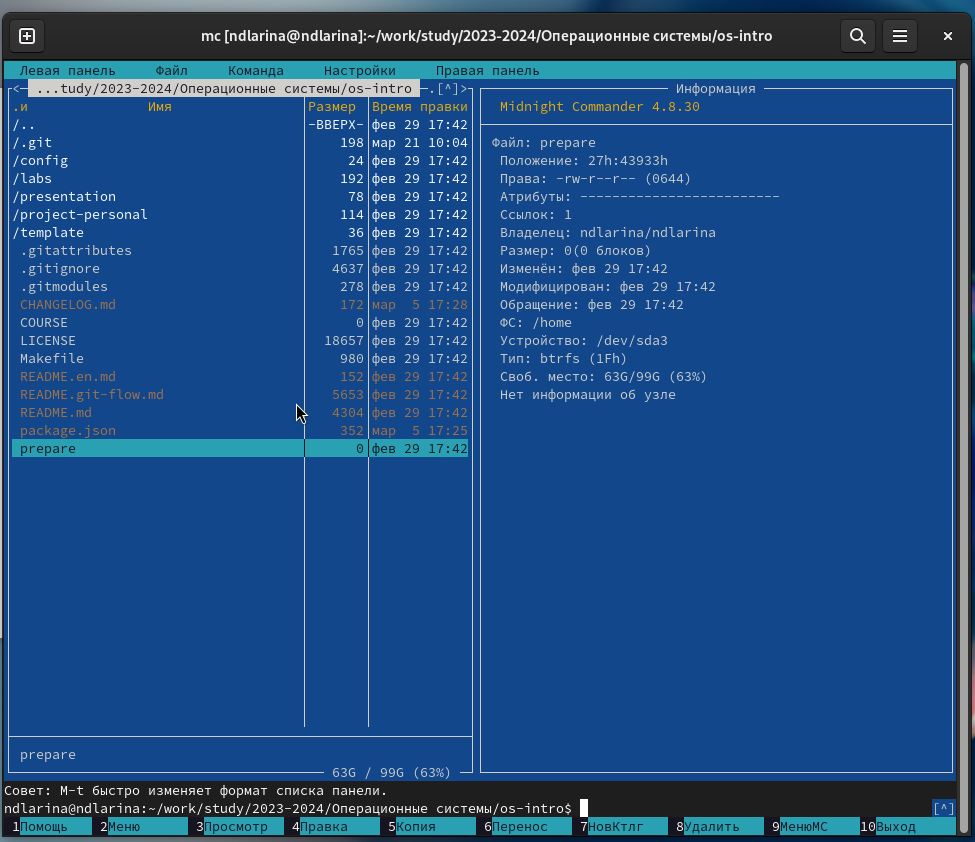 mc [ndlarina@ndlarina]:~/work/study/2023-2024/Операционные системы/os-intro
Левая панель Файл Команда Настройки Правая панель
<─ ...tudy/2023-2024/Операционные системы/os-intro ─.[^]>
.и Имя Размер Время правки
/.. -ВВЕРХ- фев 29 17:42
/.git 198 мар 21 10:04
/config 24 фев 29 17:42
/labs 192 фев 29 17:42
/presentation 78 фев 29 17:42
/project-personal 114 фев 29 17:42
/template 36 фев 29 17:42
.gitattributes 1765 фев 29 17:42
.gitignore 4637 фев 29 17:42
.gitmodules 278 фев 29 17:42
CHANGELOG.md 172 мар 5 17:28
COURSE 0 фев 29 17:42
LICENSE 18657 фев 29 17:42
Makefile 980 фев 29 17:42
README.en.md 152 фев 29 17:42
README.git-flow.md 5653 фев 29 17:42
README.md 4304 фев 29 17:42
package.json 352 мар 5 17:25
prepare 0 фев 29 17:42
prepare
63G / 99G (63%)
Информация
Midnight Commander 4.8.30
Файл: prepare
Положение: 27h:43933h
Права: -rw-r--r-- (0644)
Атрибуты: -------------------------
Ссылок: 1
Владелец: ndlarina/ndlarina
Размер: 0(0 блоков)
Изменён: фев 29 17:42
Модифицирован: фев 29 17:42
Обращение: фев 29 17:42
ФС: /home
Устройство: /dev/sda3
Тип: btrfs (1Fh)
Своб. место: 63G/99G (63%)
Нет информации об узле
Совет: M-t быстро изменяет формат списка панели.
ndlarina@ndlarina:~/work/study/2023-2024/Операционные системы/os-intro$ [^]
1Помощь 2Меню 3Просмотр 4Правка 5Копия 6Перенос 7НовКтлг 8Удалить 9МенюМС 10Выход